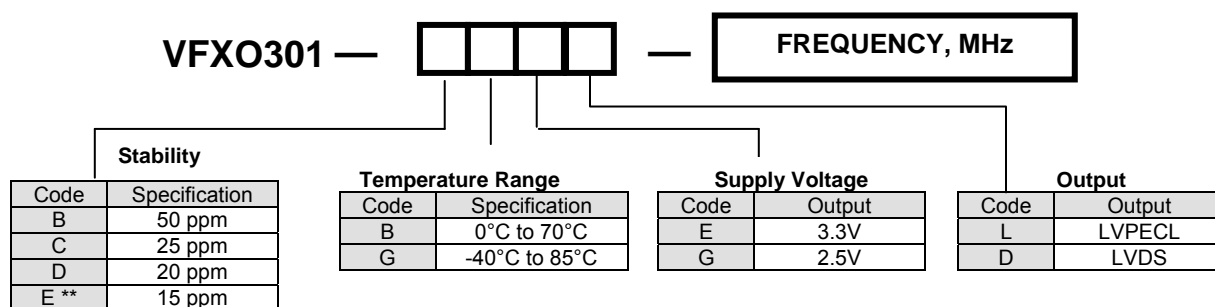 VFXO301 — — FREQUENCY, MHz
Stability
Code Specification
B 50 ppm
C 25 ppm
D 20 ppm
E ** 15 ppm
Temperature Range
Code Specification
B 0°C to 70°C
G -40°C to 85°C
Supply Voltage
Code Output
E 3.3V
G 2.5V
Output
Code Output
L LVPECL
D LVDS